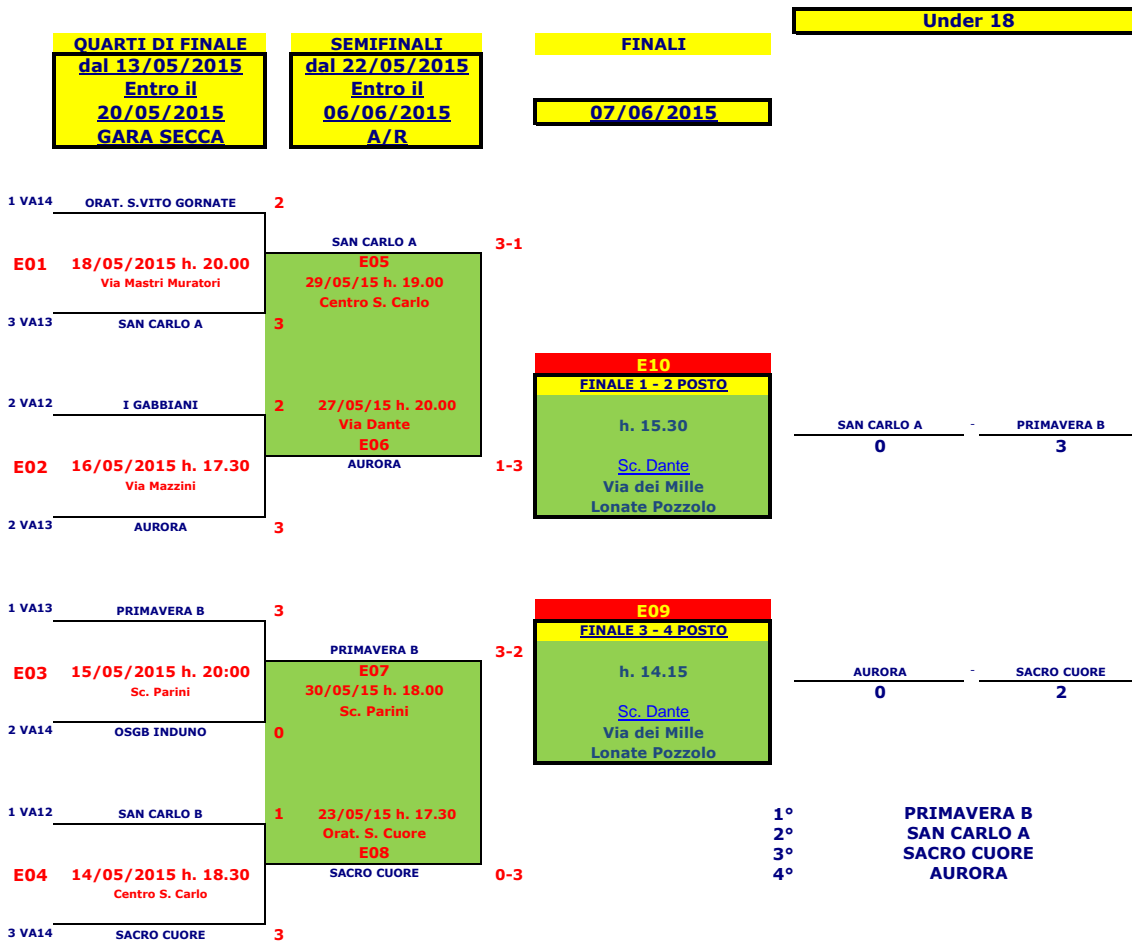 Under 18
QUARTI DI FINALE
dal 13/05/2015
Entro il
20/05/2015
GARA SECCA
SEMIFINALI
dal 22/05/2015
Entro il
06/06/2015
A/R
FINALI
07/06/2015
1 VA14 ORAT. S.VITO GORNATE 2
E01 18/05/2015 h. 20.00
Via Mastri Muratori
3 VA13 SAN CARLO A 3
2 VA12 I GABBIANI 2
E02 16/05/2015 h. 17.30
Via Mazzini
2 VA13 AURORA 3
1 VA13 PRIMAVERA B 3
E03 15/05/2015 h. 20:00
Sc. Parini
2 VA14 OSGB INDUNO 0
1 VA12 SAN CARLO B 1
E04 14/05/2015 h. 18.30
Centro S. Carlo
3 VA14 SACRO CUORE 3
SAN CARLO A 3-1
E05
29/05/15 h. 19.00
Centro S. Carlo
27/05/15 h. 20.00
Via Dante
E06
AURORA 1-3
PRIMAVERA B 3-2
E07
30/05/15 h. 18.00
Sc. Parini
23/05/15 h. 17.30
Orat. S. Cuore
E08
SACRO CUORE 0-3
E10
FINALE 1 - 2 POSTO
h. 15.30
Sc. Dante
Via dei Mille
Lonate Pozzolo
SAN CARLO A - PRIMAVERA B
0 3
E09
FINALE 3 - 4 POSTO
h. 14.15
Sc. Dante
Via dei Mille
Lonate Pozzolo
AURORA - SACRO CUORE
0 2
1° PRIMAVERA B
2° SAN CARLO A
3° SACRO CUORE
4° AURORA